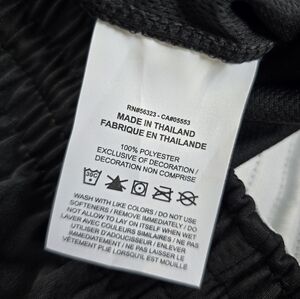 RN#56323 - CA#05553
MADE IN THAILAND
FABRIQUE EN THAILANDE
100% POLYESTER
EXCLUSIVE OF DECORATION /
DECORATION NON COMPRISE
WASH WITH LIKE COLORS / DO NOT USE
SOFTENERS / REMOVE IMMEDIATELY / DO
NOT ALLOW TO LAY ON ITSELF WHEN WET
LAVER AVEC COULEURS SIMILAIRES / NE PAS
UTILISER D'ADOUCISSEUR / ENLEVER
IMMÉDIATEMENT / NE PAS LAISSER LE
VÊTEMENT PLIÉ LORSQU'IL EST MOUILLÉ